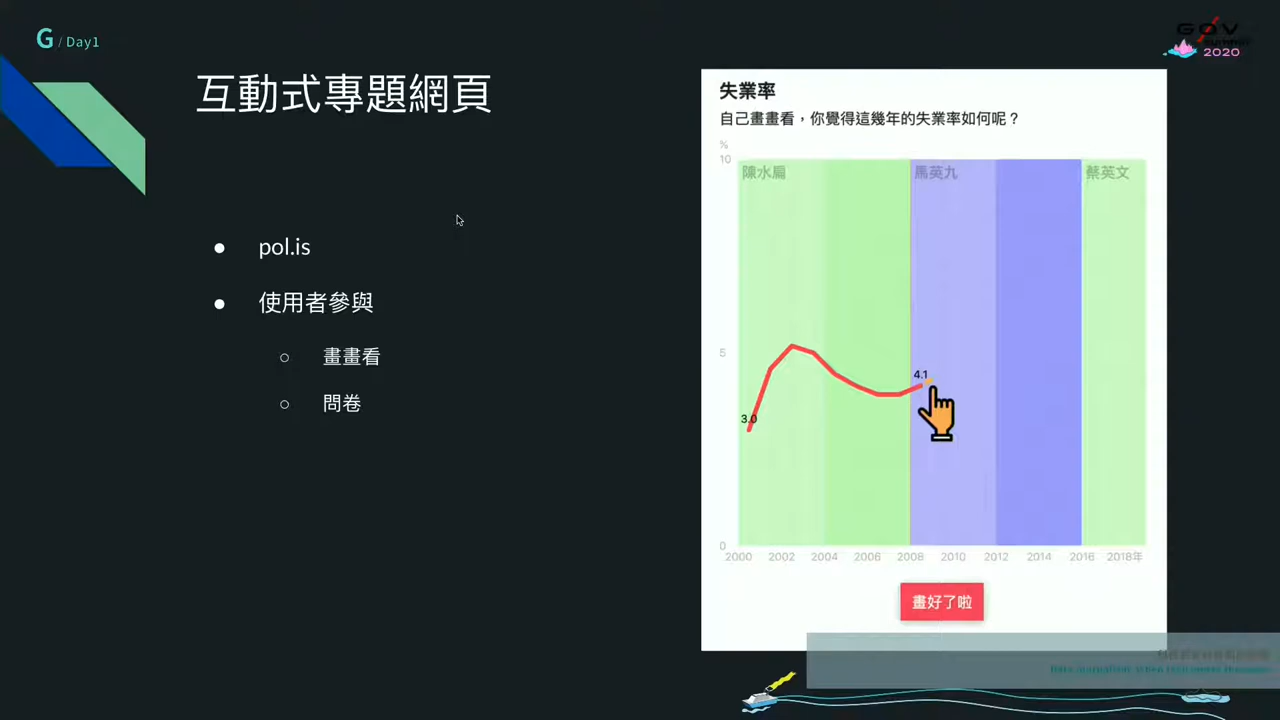 G / Day1
GOV
2020
互動式專題網頁
pol.is
使用者參與
畫畫看
問卷
失業率
自己畫畫看，你覺得這幾年的失業率如何呢？
%
10
陳水扁
馬英九
蔡英文
5
4.1
3.0
0
2000 2002 2004 2006 2008 2010 2012 2014 2016 2018年
畫好了啦